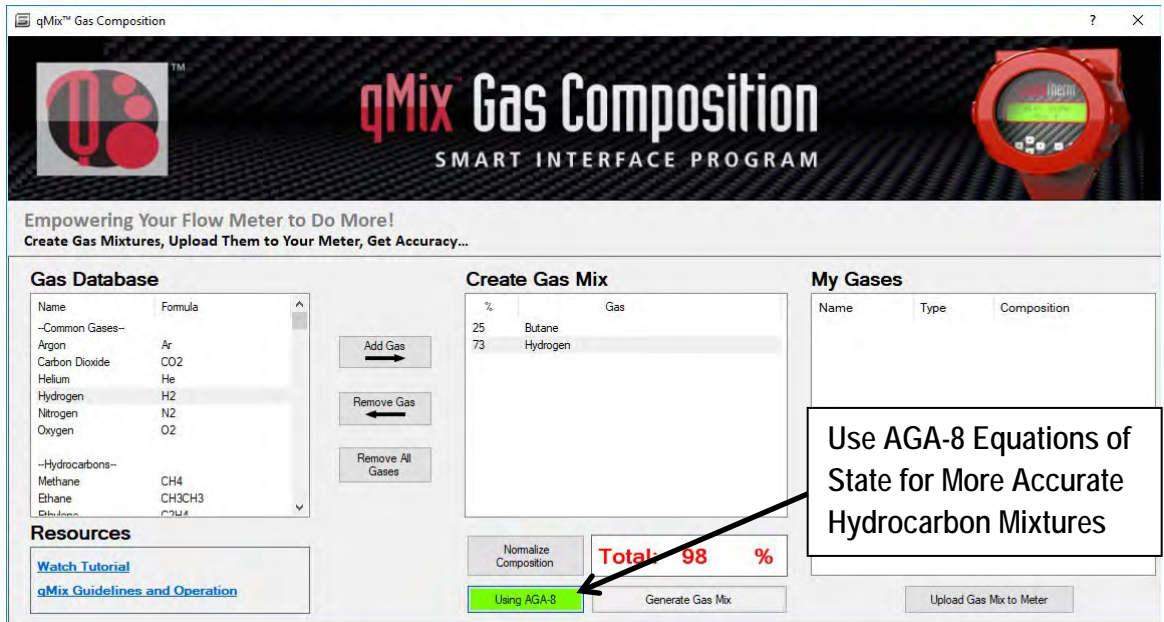 qMix™ Gas Composition
? ×
TM
qMix™ Gas Composition
SMART INTERFACE PROGRAM
Empowering Your Flow Meter to Do More!
Create Gas Mixtures, Upload Them to Your Meter, Get Accuracy...
Gas Database
Name Formula
--Common Gases--
Argon Ar
Carbon Dioxide CO2
Helium He
Hydrogen H2
Nitrogen N2
Oxygen O2
--Hydrocarbons--
Methane CH4
Ethane CH3CH3
Ethylene C2H4
Add Gas
Remove Gas
Remove All
Gases
Create Gas Mix
% Gas
25 Butane
73 Hydrogen
My Gases
Name Type Composition
Use AGA-8 Equations of
State for More Accurate
Hydrocarbon Mixtures
Resources
Watch Tutorial
qMix Guidelines and Operation
Normalize
Composition
Total: 98 %
Using AGA-8
Generate Gas Mix
Upload Gas Mix to Meter